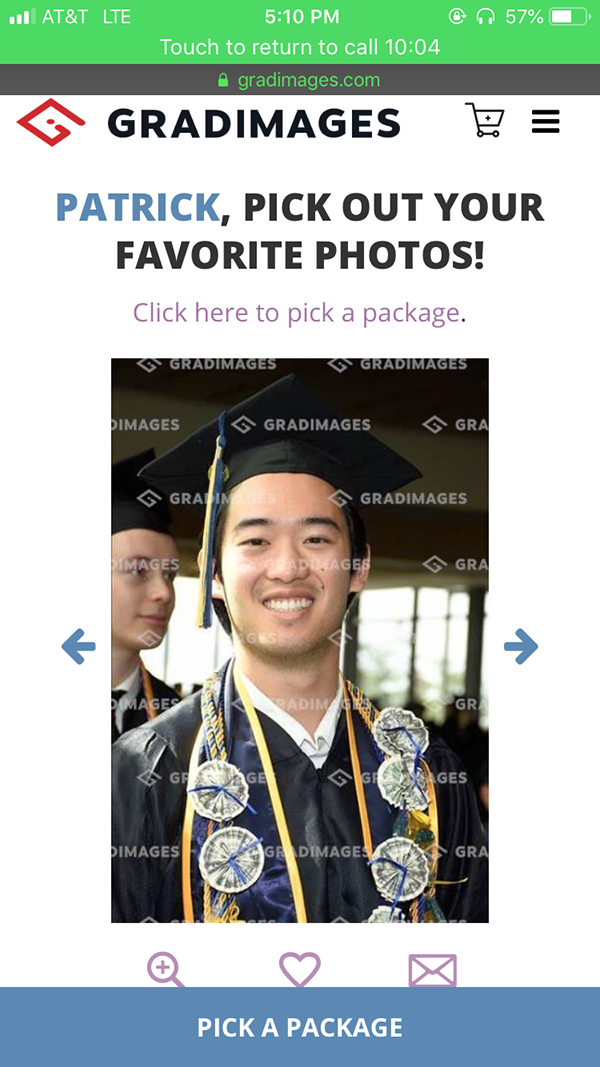 AT&T LTE 5:10 PM 57%
Touch to return to call 10:04
gradimages.com
GRADIMAGES
PATRICK, PICK OUT YOUR
FAVORITE PHOTOS!
Click here to pick a package.
GRADIMAGES GRADIMAGES
DIMAGES GRADIMAGES GRA
GRADIMAGES GRADIMAGES
DIMAGES GRADIMAGES GRA
GRADIMAGES
DIMAGES GRADIMAGES GRA
GRADIMAGES GRADIMAGES
DIMAGES GRADIMAGES GRA
PICK A PACKAGE